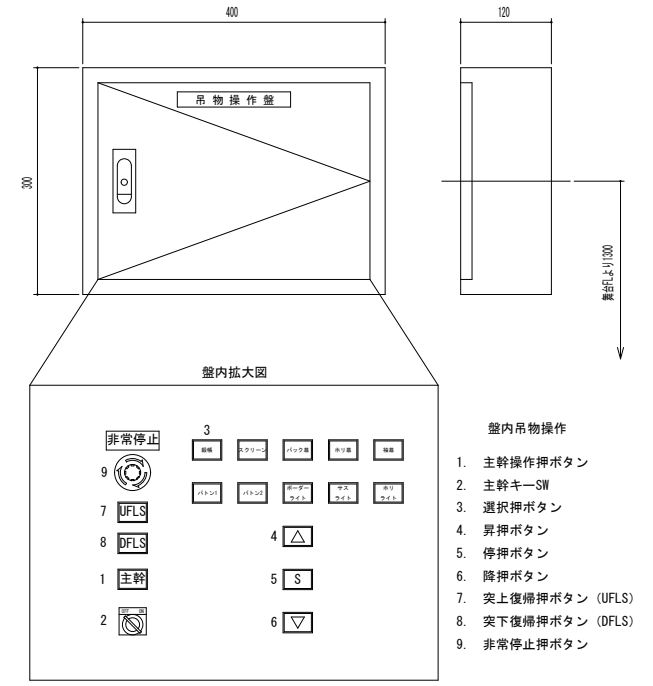 400
120
吊物操作盤
300
舞台FLより1300
盤内拡大図
非常停止
3
緞帳
スクリーン
バック幕
ホリ幕
袖幕
9
バトン1
バトン2
ボーダー
ライト
サス
ライト
ホリ
ライト
7 UFLS
8 DFLS
4 △
1 主幹
5 S
2
OFF ON
6 ▽
盤内吊物操作
1. 主幹操作押ボタン
2. 主幹キーSW
3. 選択押ボタン
4. 昇押ボタン
5. 停押ボタン
6. 降押ボタン
7. 突上復帰押ボタン（UFLS）
8. 突下復帰押ボタン（DFLS）
9. 非常停止押ボタン